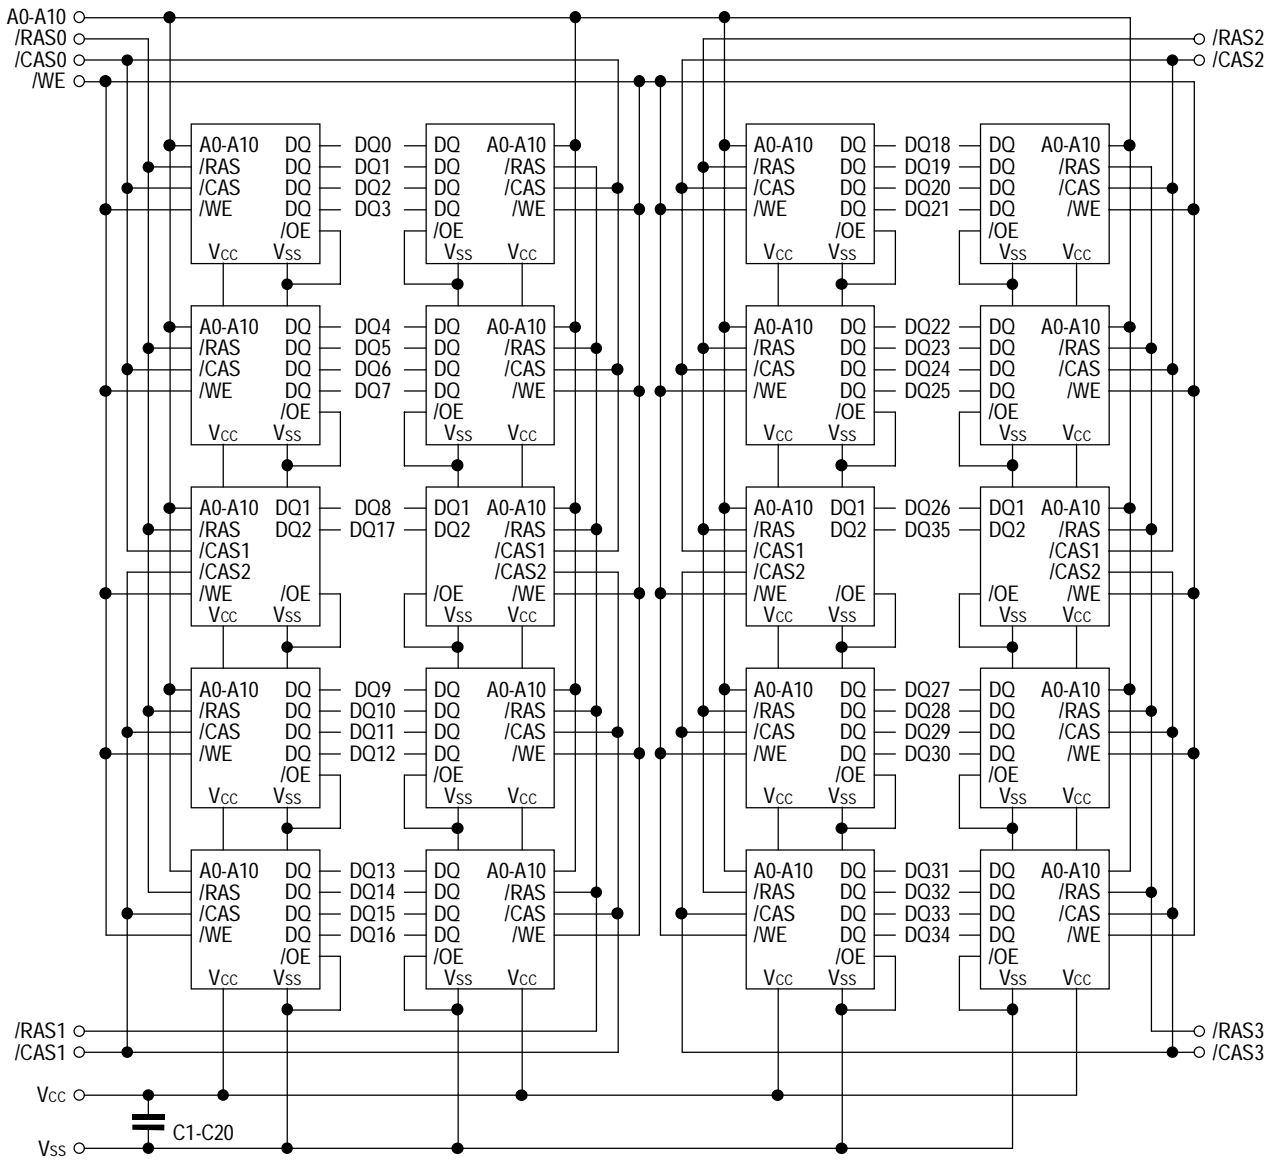 A0-A10
/RAS0 /RAS2
/CAS0 /CAS2
/WE
A0-A10 DQ DQ0 DQ A0-A10 A0-A10 DQ DQ18 DQ A0-A10
/RAS DQ DQ1 DQ /RAS /RAS DQ DQ19 DQ /RAS
/CAS DQ DQ2 DQ /CAS /CAS DQ DQ20 DQ /CAS
/WE DQ DQ3 DQ /WE /WE DQ DQ21 DQ /WE
/OE /OE /OE /OE
VCC VSS VSS VCC VCC VSS VSS VCC
A0-A10 DQ DQ4 DQ A0-A10 A0-A10 DQ DQ22 DQ A0-A10
/RAS DQ DQ5 DQ /RAS /RAS DQ DQ23 DQ /RAS
/CAS DQ DQ6 DQ /CAS /CAS DQ DQ24 DQ /CAS
/WE DQ DQ7 DQ /WE /WE DQ DQ25 DQ /WE
/OE /OE /OE /OE
VCC VSS VSS VCC VCC VSS VSS VCC
A0-A10 DQ1 DQ8 DQ1 A0-A10 A0-A10 DQ1 DQ26 DQ1 A0-A10
/RAS DQ2 DQ17 DQ2 /RAS /RAS DQ2 DQ35 DQ2 /RAS
/CAS1 /CAS1 /CAS1 /CAS1
/CAS2 /CAS2 /CAS2 /CAS2
/WE /OE /OE /WE /WE /OE /OE /WE
VCC VSS VSS VCC VCC VSS VSS VCC
A0-A10 DQ DQ9 DQ A0-A10 A0-A10 DQ DQ27 DQ A0-A10
/RAS DQ DQ10 DQ /RAS /RAS DQ DQ28 DQ /RAS
/CAS DQ DQ11 DQ /CAS /CAS DQ DQ29 DQ /CAS
/WE DQ DQ12 DQ /WE /WE DQ DQ30 DQ /WE
/OE /OE /OE /OE
VCC VSS VSS VCC VCC VSS VSS VCC
A0-A10 DQ DQ13 DQ A0-A10 A0-A10 DQ DQ31 DQ A0-A10
/RAS DQ DQ14 DQ /RAS /RAS DQ DQ32 DQ /RAS
/CAS DQ DQ15 DQ /CAS /CAS DQ DQ33 DQ /CAS
/WE DQ DQ16 DQ /WE /WE DQ DQ34 DQ /WE
/OE /OE /OE /OE
VCC VSS VSS VCC VCC VSS VSS VCC
/RAS1 /RAS3
/CAS1 /CAS3
VCC
C1-C20
VSS